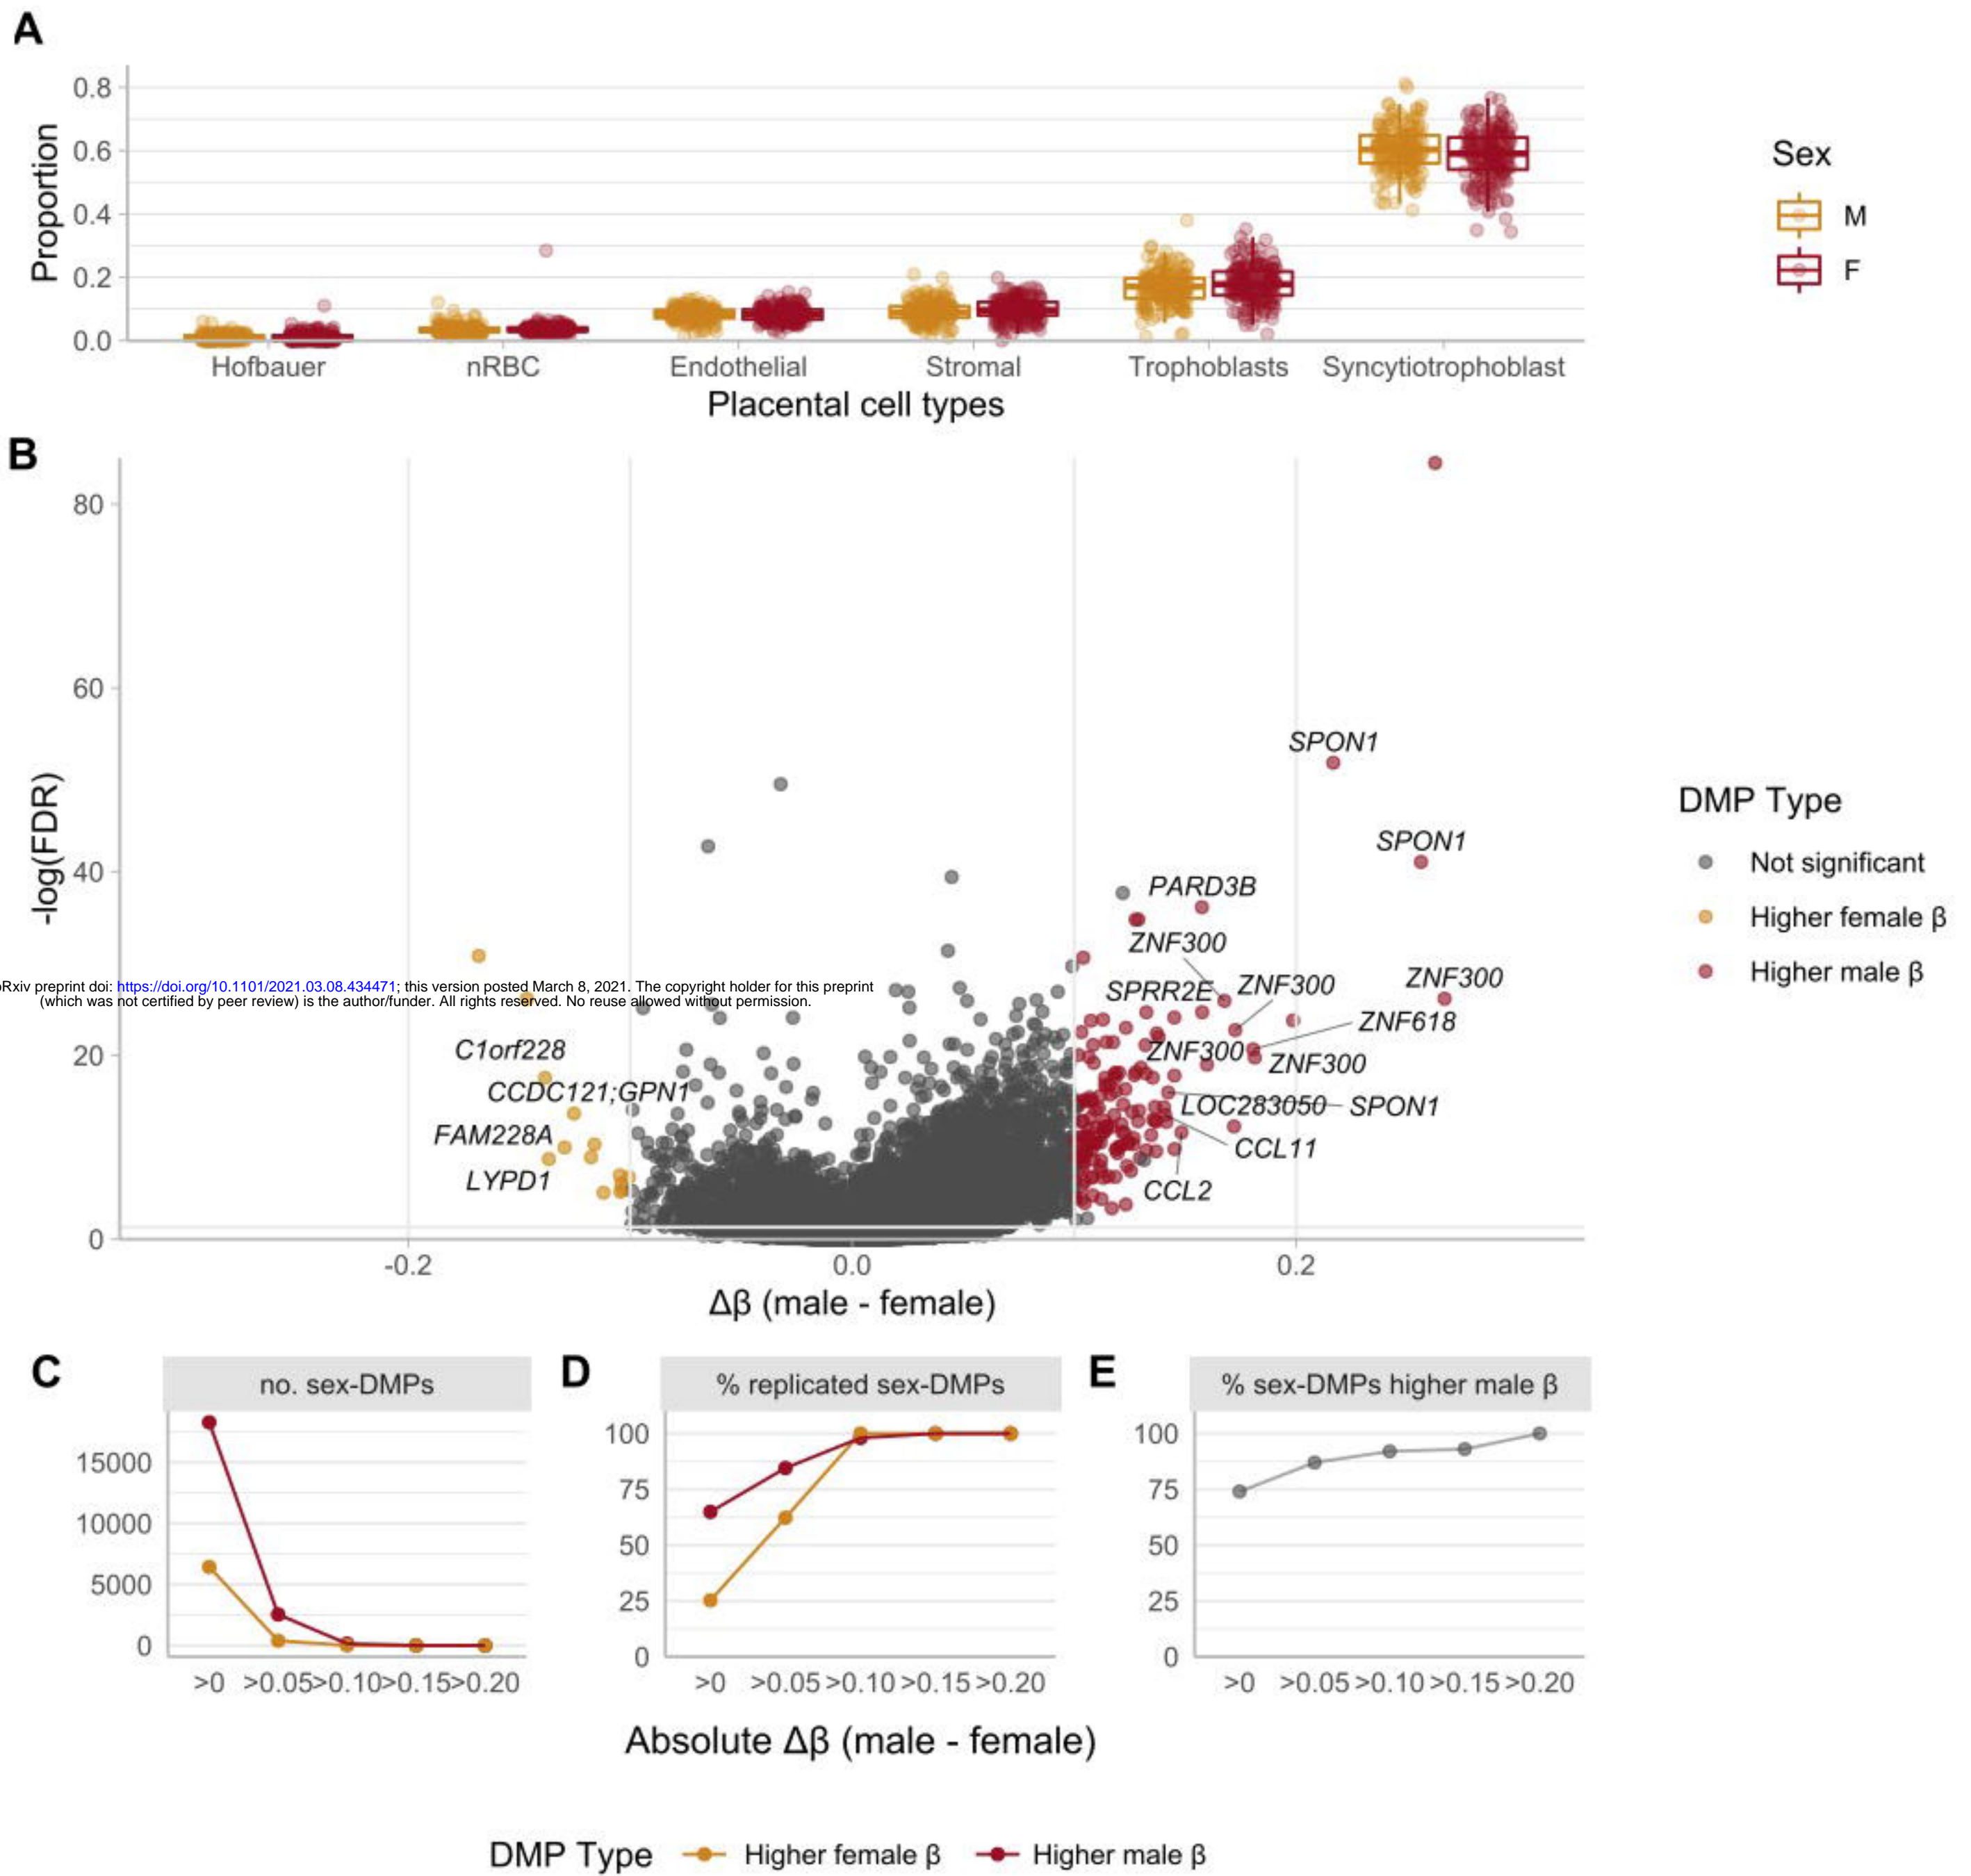 A
0.8
0.6
0.4
0.2
0.0
Proportion
Hofbauer nRBC Endothelial Stromal Trophoblasts Syncytiotrophoblast
Placental cell types
Sex
M
F
B
80
60
40
20
0
-log(FDR)
SPON1
SPON1
PARD3B
ZNF300
SPRR2E
ZNF300
ZNF300
ZNF618
ZNF300
ZNF300
LOC283050
SPON1
CCL11
CCL2
C1orf228
CCDC121;GPN1
FAM228A
LYPD1
Rxiv preprint doi: https://doi.org/10.1101/2021.03.08.434471; this version posted March 8, 2021. The copyright holder for this preprint
(which was not certified by peer review) is the author/funder. All rights reserved. No reuse allowed without permission.
-0.2 0.0 0.2
Δβ (male - female)
DMP Type
Not significant
Higher female β
Higher male β
C
no. sex-DMPs
15000
10000
5000
0
>0 >0.05 >0.10 >0.15 >0.20
D
% replicated sex-DMPs
100
75
50
25
0
>0 >0.05 >0.10 >0.15 >0.20
E
% sex-DMPs higher male β
100
75
50
25
0
>0 >0.05 >0.10 >0.15 >0.20
Absolute Δβ (male - female)
DMP Type Higher female β Higher male β